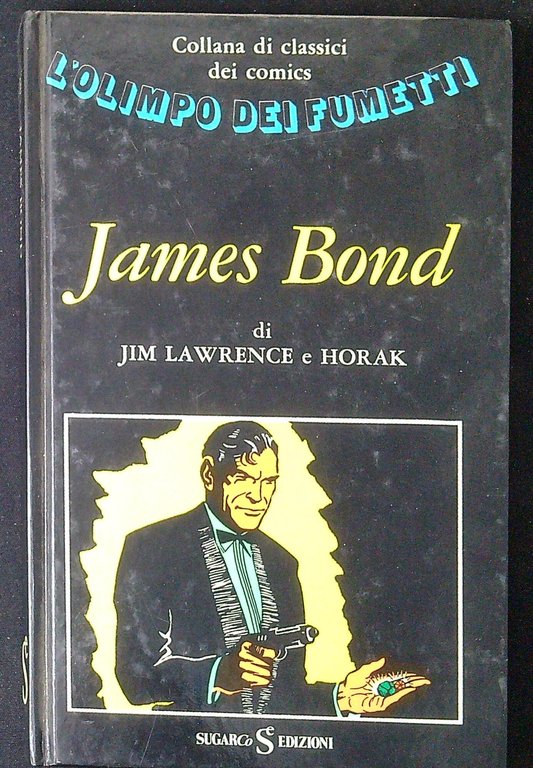 Collana di classici
dei comics
L'OLIMPO DEI FUMETTI
James Bond
di
JIM LAWRENCE e HORAK
SUGARCo EDIZIONI